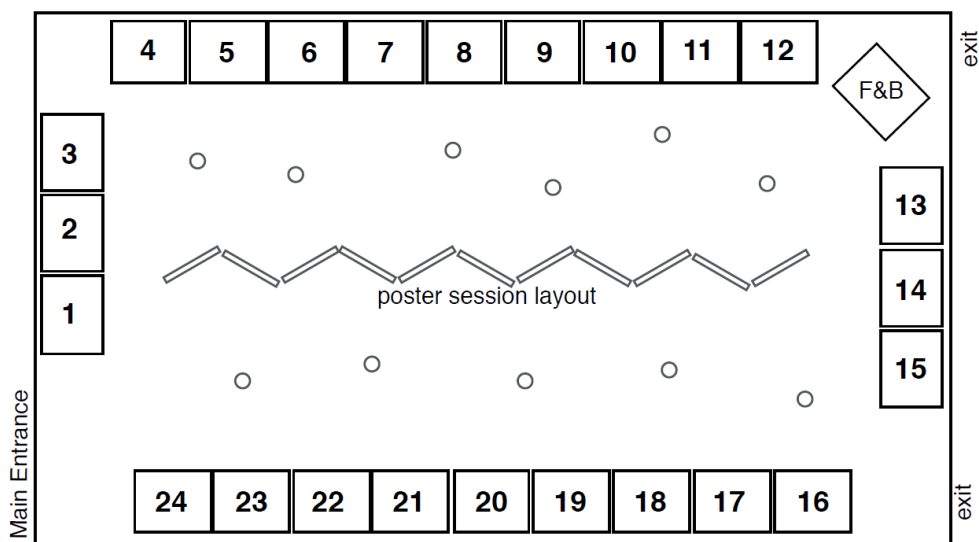 4 5 6 7 8 9 10 11 12
exit
F&B
3
2
1
13
14
15
poster session layout
Main Entrance
24 23 22 21 20 19 18 17 16
exit